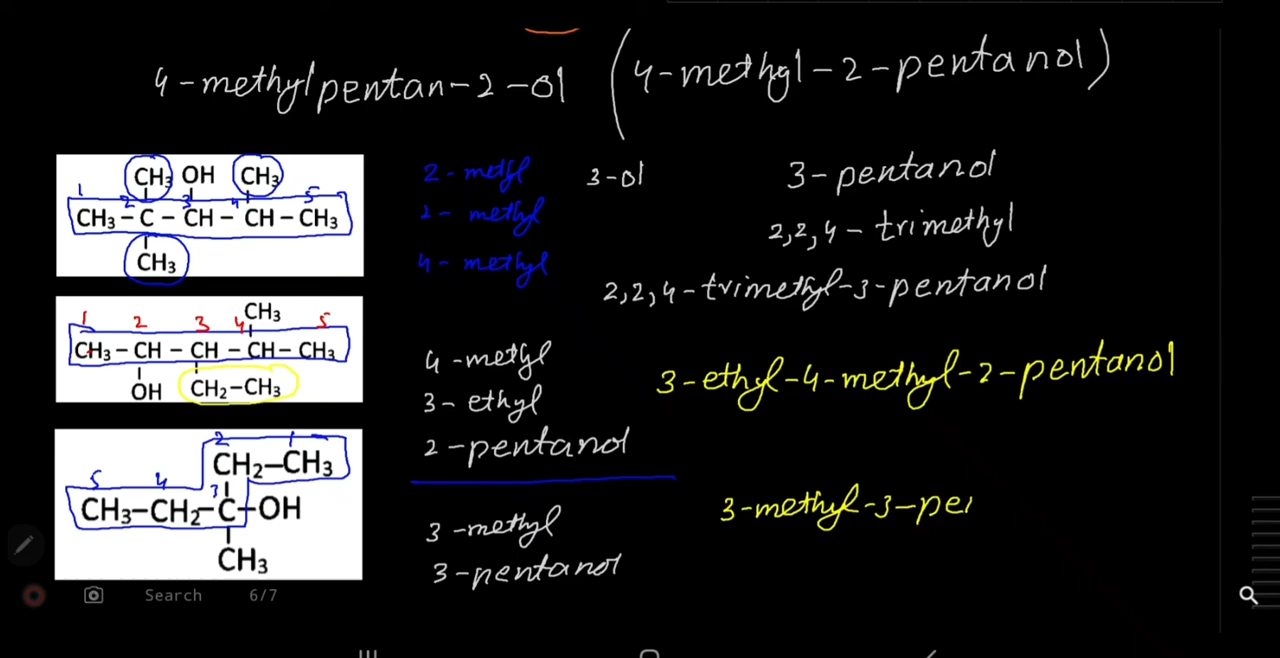 4-methylpentan-2-ol (4-methyl-2-pentanol)
CH3 OH CH3
1 2 3 4 5
CH3-C-CH-CH-CH3
CH3
2-metyl 3-ol 3-pentanol
2-methyl 2,2,4-trimethyl
4-methyl 2,2,4-trimethyl-3-pentanol
CH3
1 2 3 4 5
CH3-CH-CH-CH-CH3
OH CH2-CH3
4-metyl
3-ethyl 3-ethyl-4-methyl-2-pentanol
2-pentanol
2 1
CH2-CH3
5 4 3
CH3-CH2-C-OH
CH3
3-methyl 3-methyl-3-pe
3-pentanol
Search 6/7